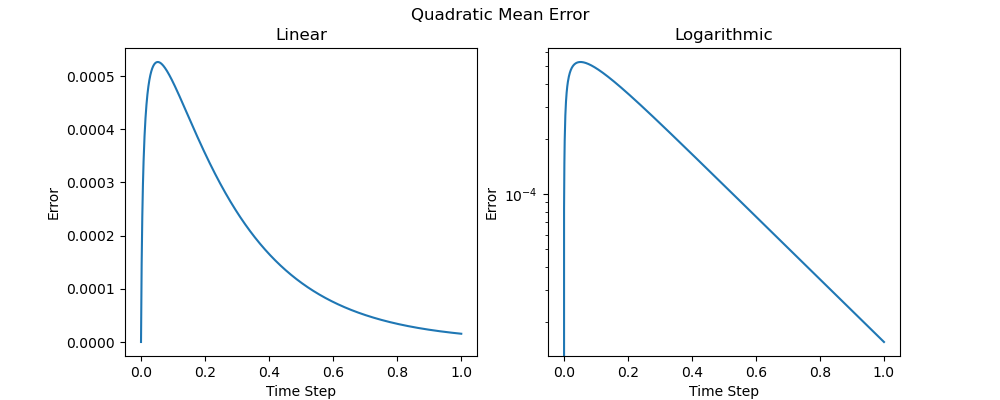 Quadratic Mean Error
Linear
Error
0.0005
0.0004
0.0003
0.0002
0.0001
0.0000
0.0 0.2 0.4 0.6 0.8 1.0
Time Step
Logarithmic
Error
10⁻⁴
0.0 0.2 0.4 0.6 0.8 1.0
Time Step